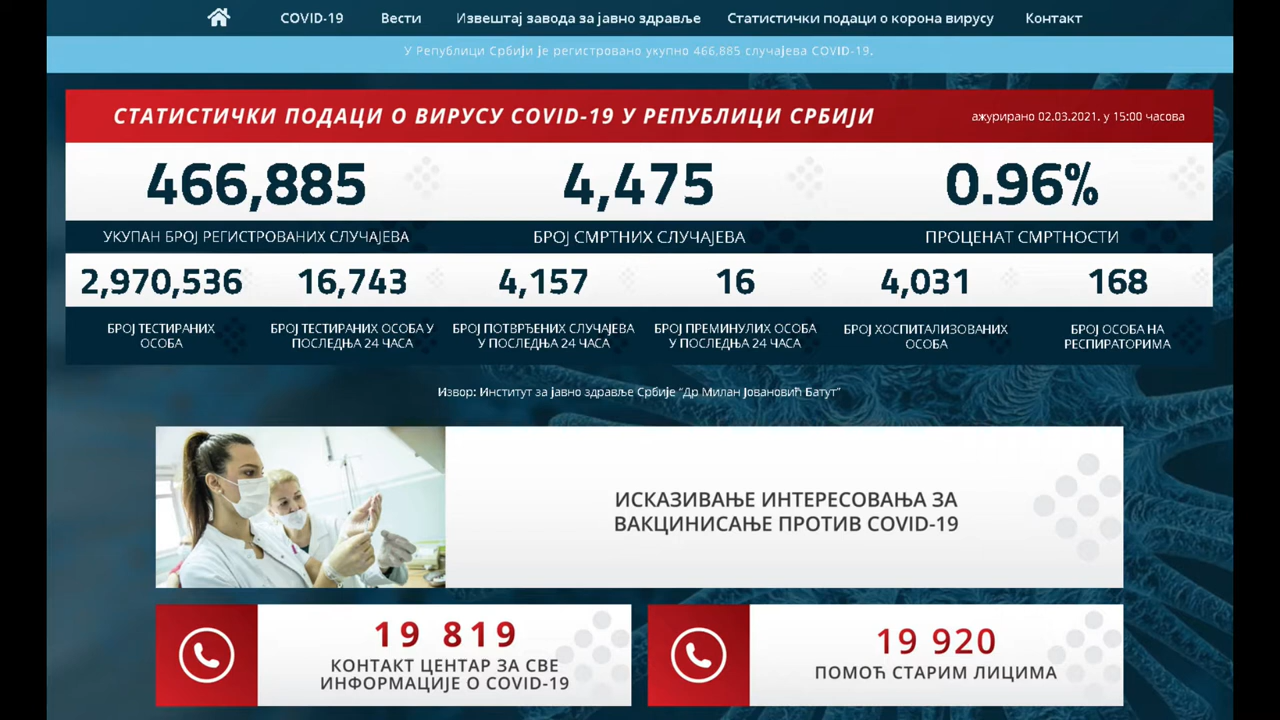 COVID-19 Вести Извештај завода за јавно здравље Статистички подаци о корона вирусу Контакт
У Републици Србији је регистровано укупно 466,885 случајева COVID-19.
СТАТИСТИЧКИ ПОДАЦИ О ВИРУСУ COVID-19 У РЕПУБЛИЦИ СРБИЈИ
ажурирано 02.03.2021. у 15:00 часова
466,885 4,475 0.96%
УКУПАН БРОЈ РЕГИСТРОВАНИХ СЛУЧАЈЕВА БРОЈ СМРТНИХ СЛУЧАЈЕВА ПРОЦЕНАТ СМРТНОСТИ
2,970,536 16,743 4,157 16 4,031 168
БРОЈ ТЕСТИРАНИХ
ОСОБА
БРОЈ ТЕСТИРАНИХ ОСОБА У
ПОСЛЕДЊА 24 ЧАСА
БРОЈ ПОТВРЂЕНИХ СЛУЧАЈЕВА
У ПОСЛЕДЊА 24 ЧАСА
БРОЈ ПРЕМИНУЛИХ ОСОБА
У ПОСЛЕДЊА 24 ЧАСА
БРОЈ ХОСПИТАЛИЗОВАНИХ
ОСОБА
БРОЈ ОСОБА НА
РЕСПИРАТОРИМА
Извор: Институт за јавно здравље Србије “Др Милан Јовановић Батут”
ИСКАЗИВАЊЕ ИНТЕРЕСОВАЊА ЗА
ВАКЦИНИСАЊЕ ПРОТИВ COVID-19
19 819
КОНТАКТ ЦЕНТАР ЗА СВЕ
ИНФОРМАЦИЈЕ О COVID-19
19 920
ПОМОЋ СТАРИМ ЛИЦИМА